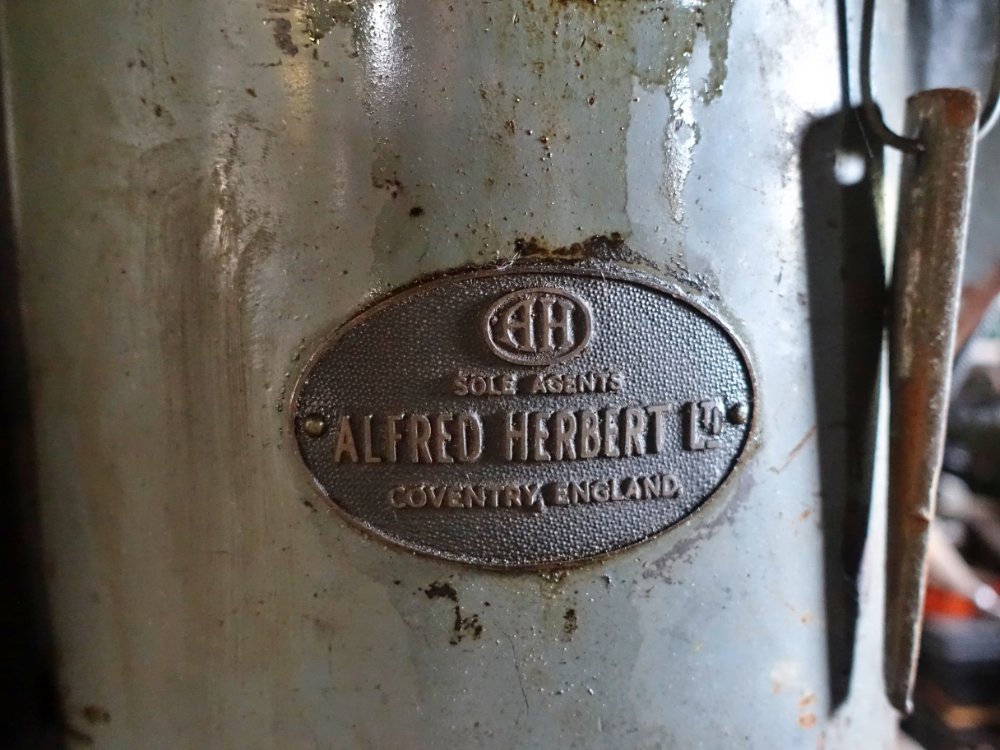 AH
SOLE AGENTS
ALFRED HERBERT LTD
COVENTRY, ENGLAND